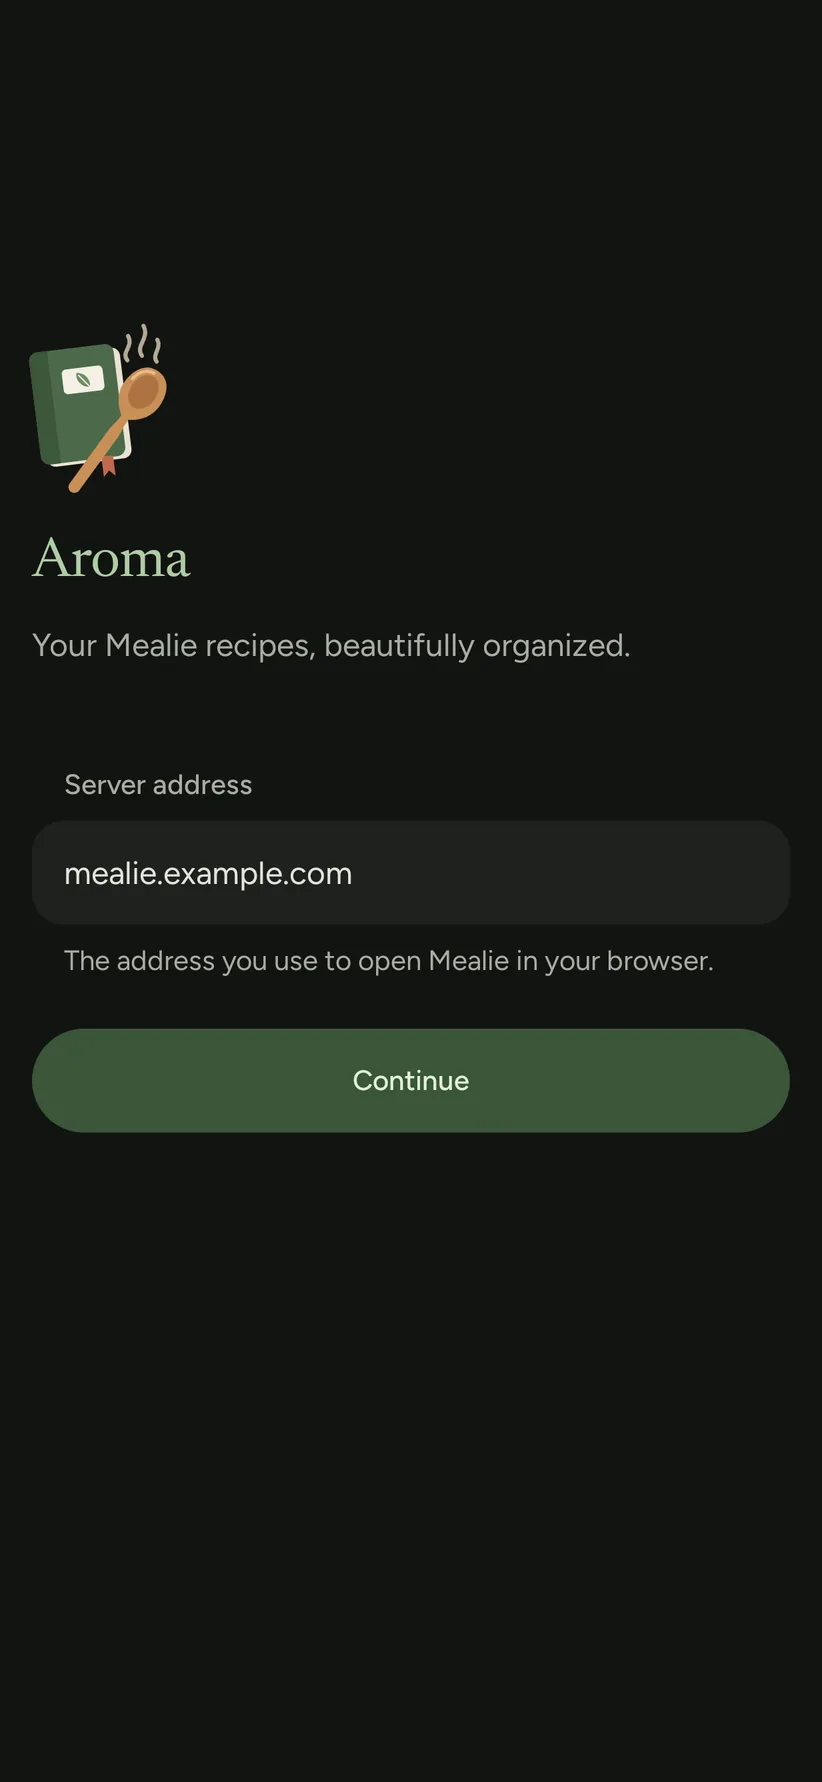 Aroma
Your Mealie recipes, beautifully organized.
Server address
mealie.example.com
The address you use to open Mealie in your browser.
Continue